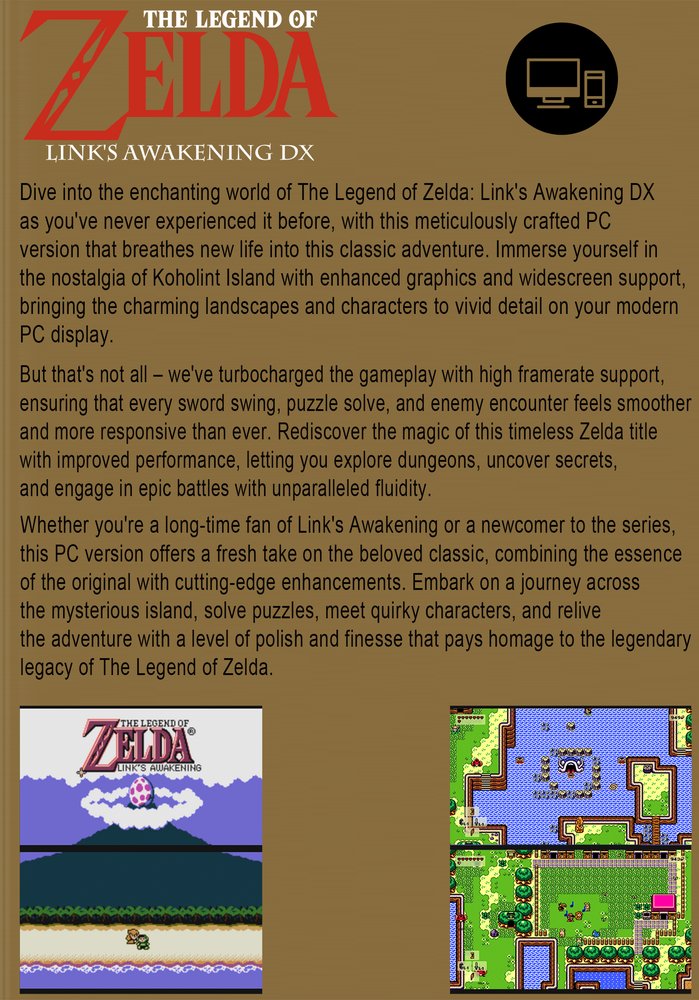 THE LEGEND OF
ZELDA
LINK'S AWAKENING DX
Dive into the enchanting world of The Legend of Zelda: Link's Awakening DX
as you've never experienced it before, with this meticulously crafted PC
version that breathes new life into this classic adventure. Immerse yourself in
the nostalgia of Koholint Island with enhanced graphics and widescreen support,
bringing the charming landscapes and characters to vivid detail on your modern
PC display.
But that's not all – we've turbocharged the gameplay with high framerate support,
ensuring that every sword swing, puzzle solve, and enemy encounter feels smoother
and more responsive than ever. Rediscover the magic of this timeless Zelda title
with improved performance, letting you explore dungeons, uncover secrets,
and engage in epic battles with unparalleled fluidity.
Whether you're a long-time fan of Link's Awakening or a newcomer to the series,
this PC version offers a fresh take on the beloved classic, combining the essence
of the original with cutting-edge enhancements. Embark on a journey across
the mysterious island, solve puzzles, meet quirky characters, and relive
the adventure with a level of polish and finesse that pays homage to the legendary
legacy of The Legend of Zelda.
THE LEGEND OF
ZELDA®
LINK'S AWAKENING